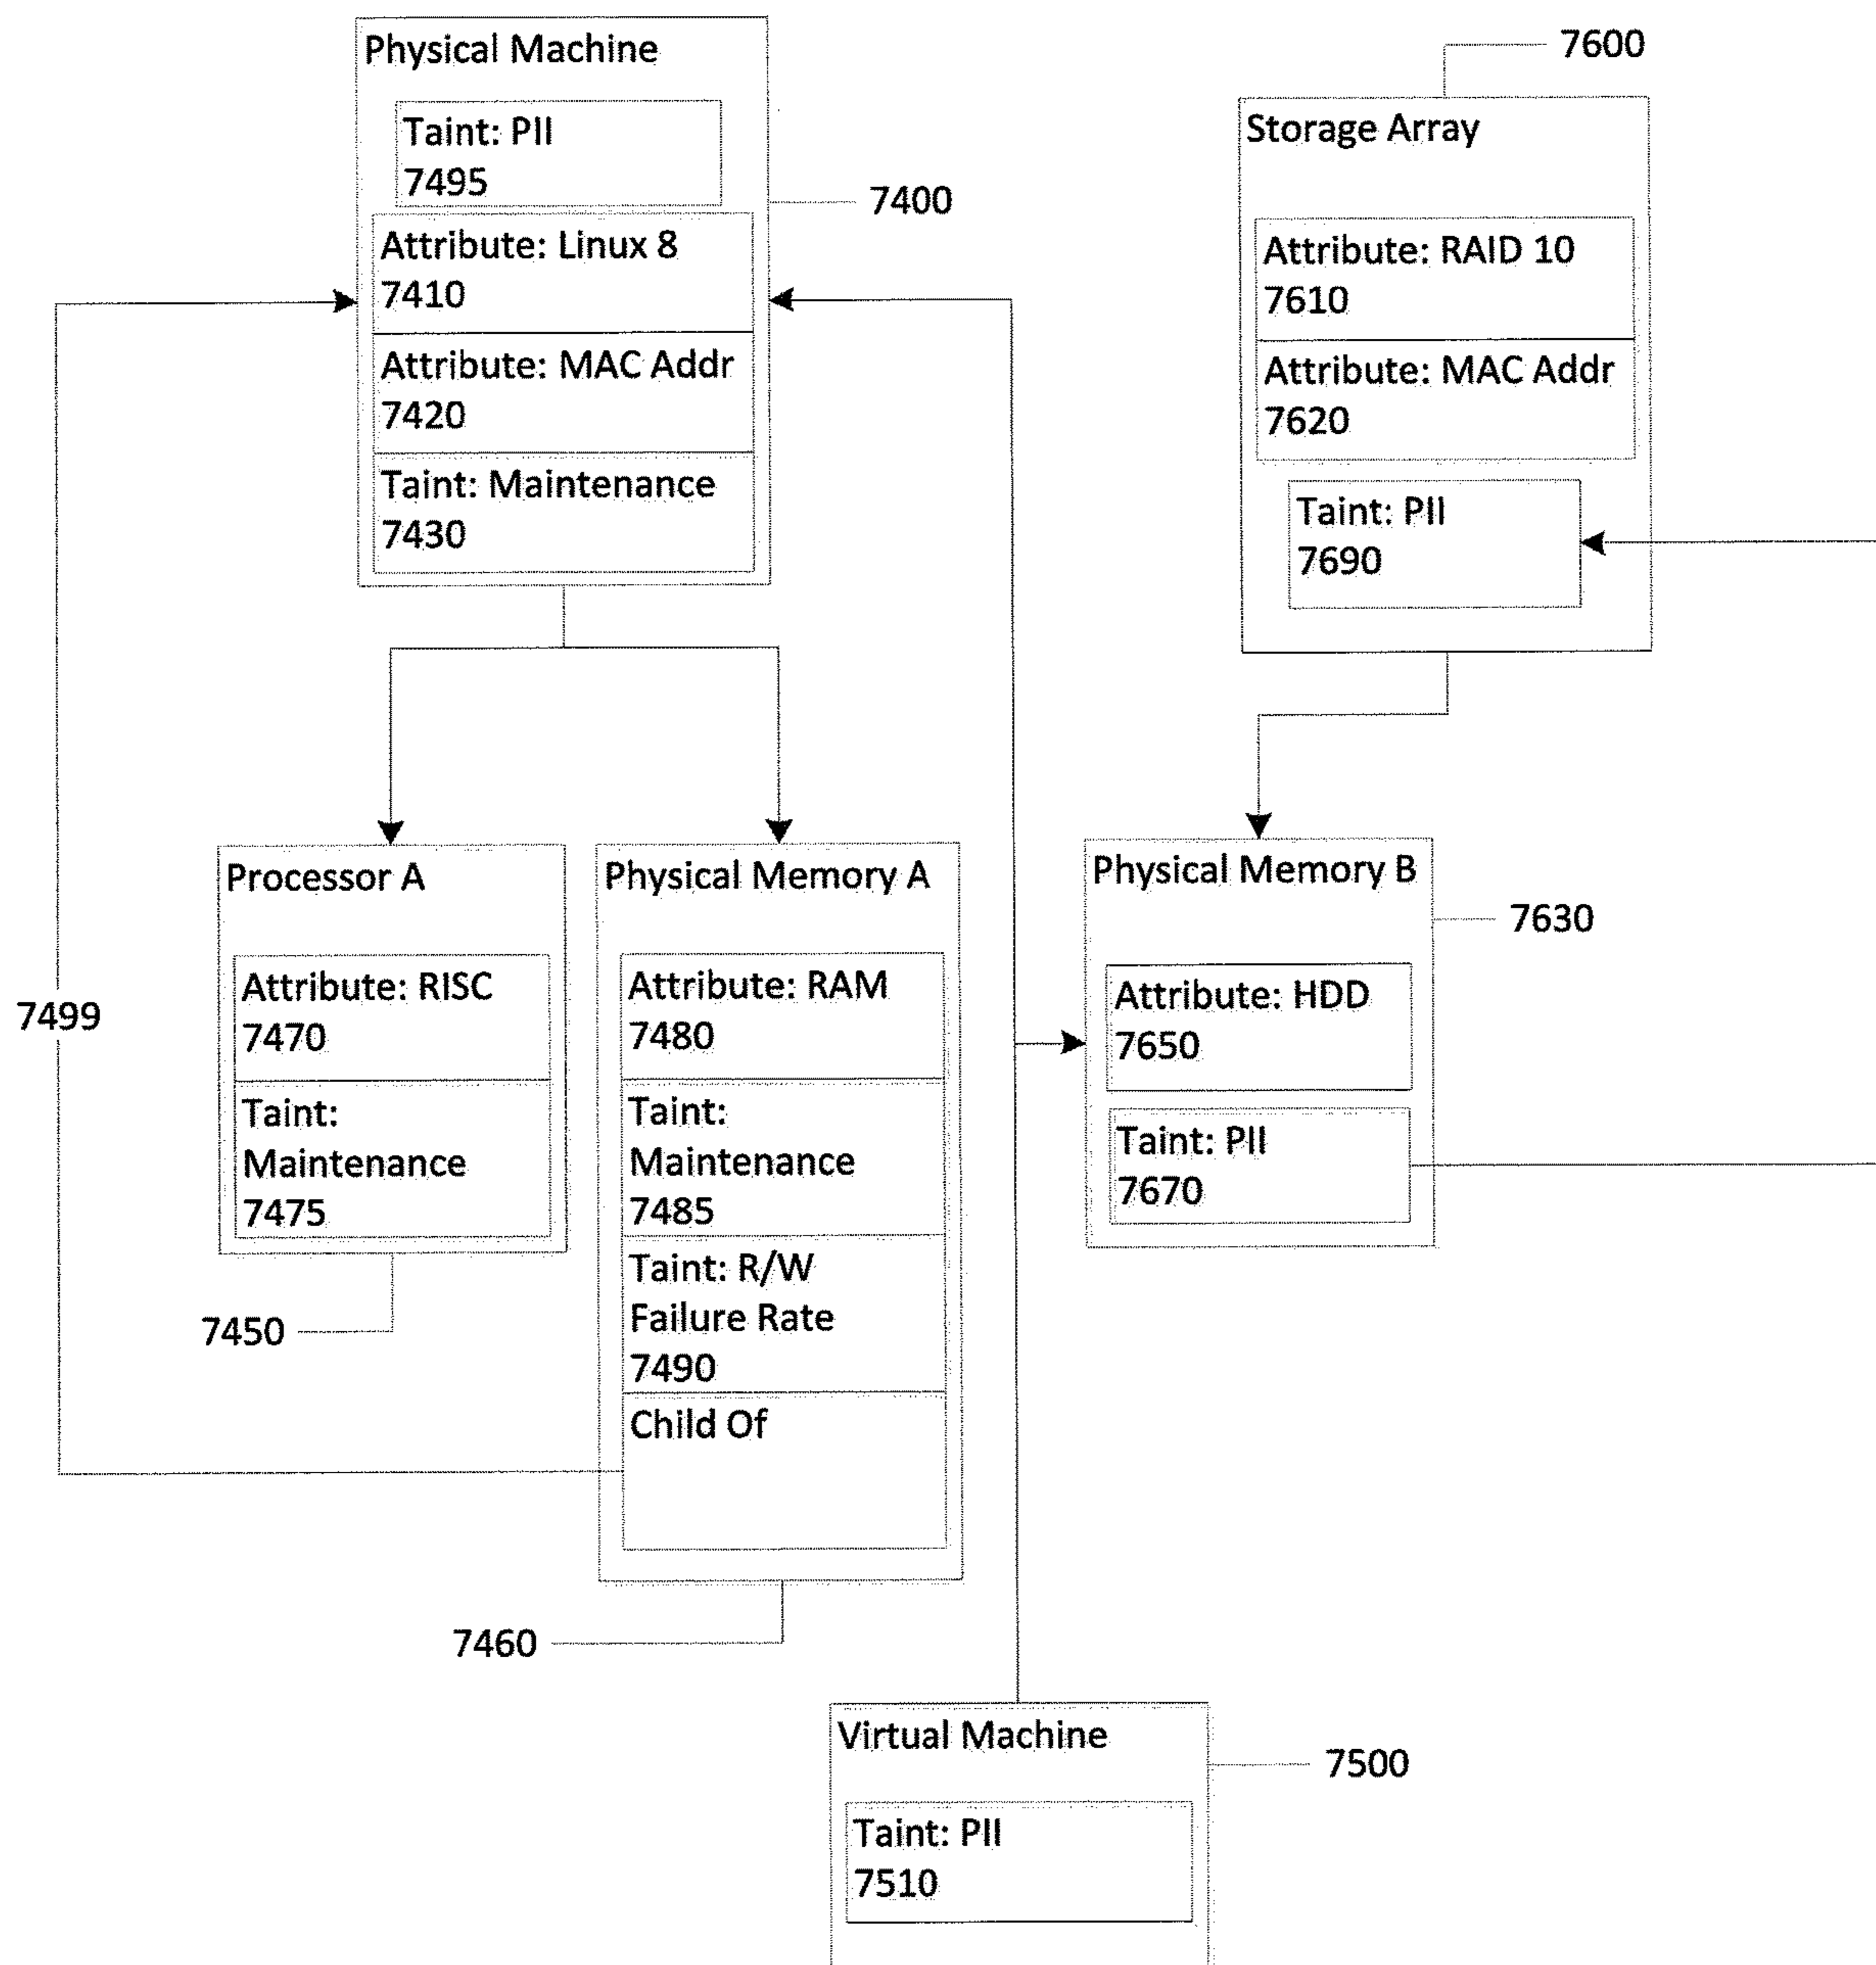 Physical Machine
Taint: PII
7495
7400
Attribute: Linux 8
7410
Attribute: MAC Addr
7420
Taint: Maintenance
7430
7600
Storage Array
Attribute: RAID 10
7610
Attribute: MAC Addr
7620
Taint: PII
7690
7499
Processor A
Attribute: RISC
7470
Taint:
Maintenance
7475
7450
Physical Memory A
Attribute: RAM
7480
Taint:
Maintenance
7485
Taint: R/W
Failure Rate
7490
Child Of
7460
Physical Memory B
7630
Attribute: HDD
7650
Taint: PII
7670
Virtual Machine
7500
Taint: PII
7510